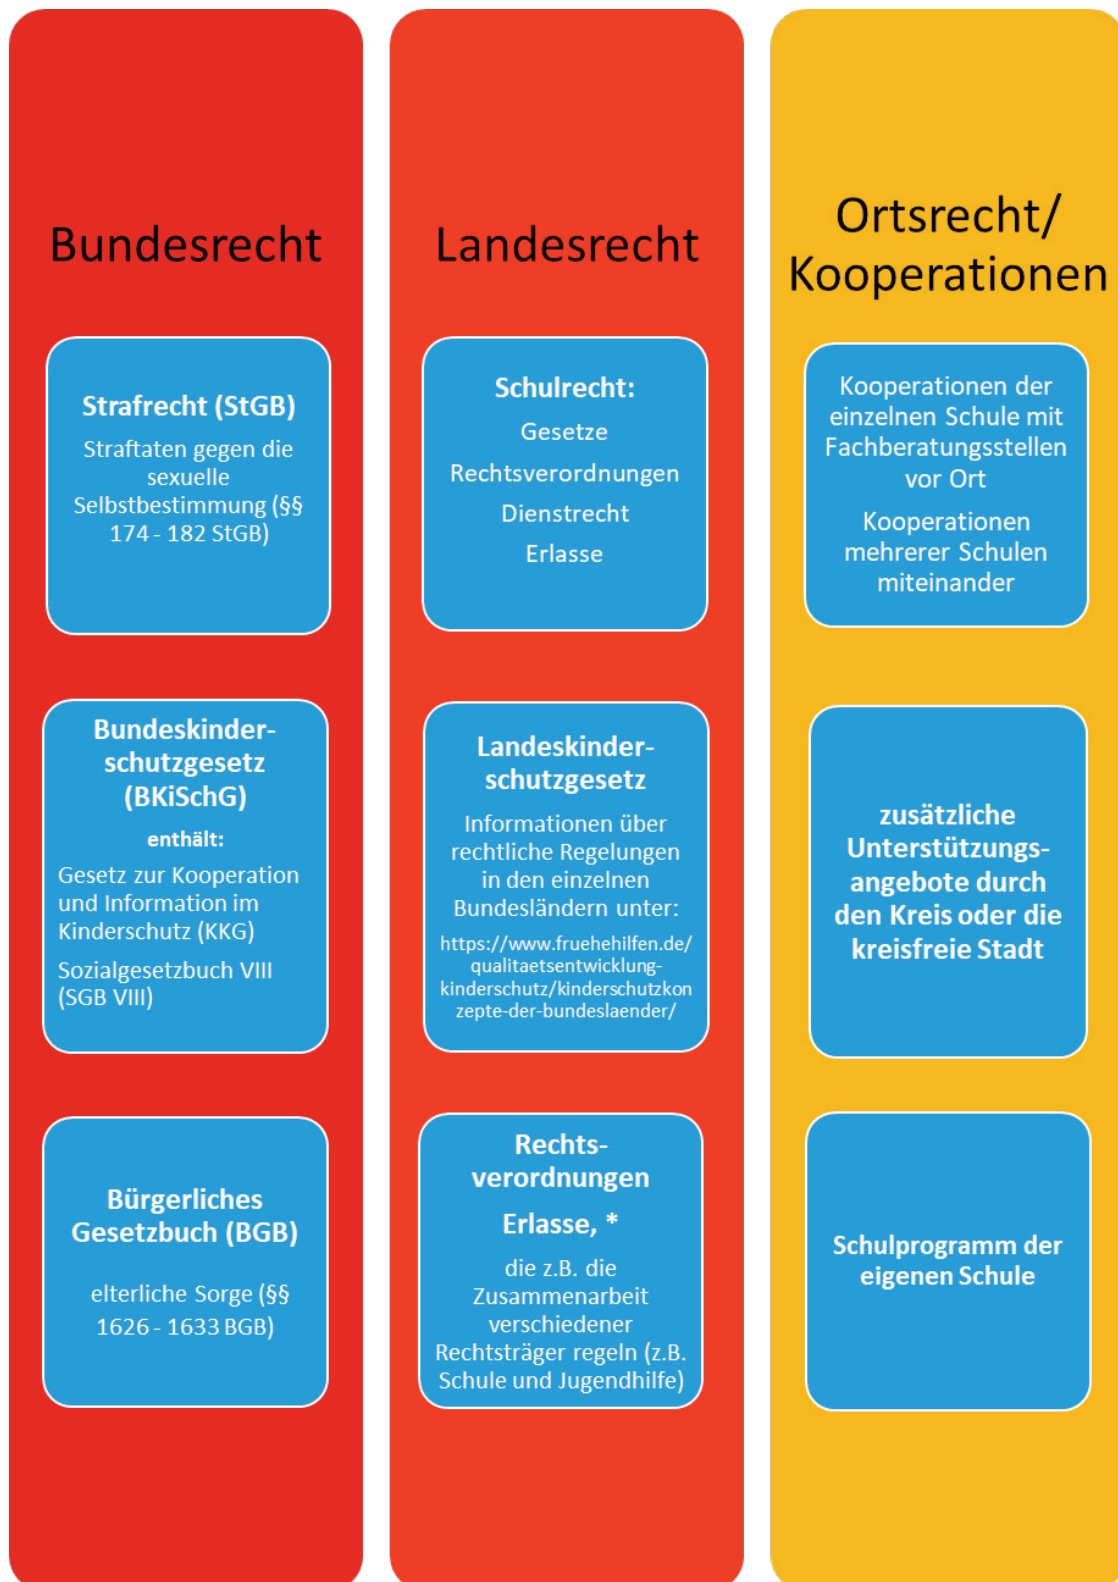 Bundesrecht
Strafrecht (StGB)
Straftaten gegen die
sexuelle
Selbstbestimmung (§§
174 - 182 StGB)
Bundeskinder-
schutzgesetz
(BKiSchG)
enthält:
Gesetz zur Kooperation
und Information im
Kinderschutz (KKG)
Sozialgesetzbuch VIII
(SGB VIII)
Bürgerliches
Gesetzbuch (BGB)
elterliche Sorge (§§
1626 - 1633 BGB)
Landesrecht
Schulrecht:
Gesetze
Rechtsverordnungen
Dienstrecht
Erlasse
Landeskinder-
schutzgesetz
Informationen über
rechtliche Regelungen
in den einzelnen
Bundesländern unter:
https://www.fruehehilfen.de/
qualitaetsentwicklung-
kinderschutz/kinderschutzkon
zepte-der-bundeslaender/
Rechts-
verordnungen
Erlasse, *
die z.B. die
Zusammenarbeit
verschiedener
Rechtsträger regeln (z.B.
Schule und Jugendhilfe)
Ortsrecht/
Kooperationen
Kooperationen der
einzelnen Schule mit
Fachberatungsstellen
vor Ort
Kooperationen
mehrerer Schulen
miteinander
zusätzliche
Unterstützungs-
angebote durch
den Kreis oder die
kreisfreie Stadt
Schulprogramm der
eigenen Schule